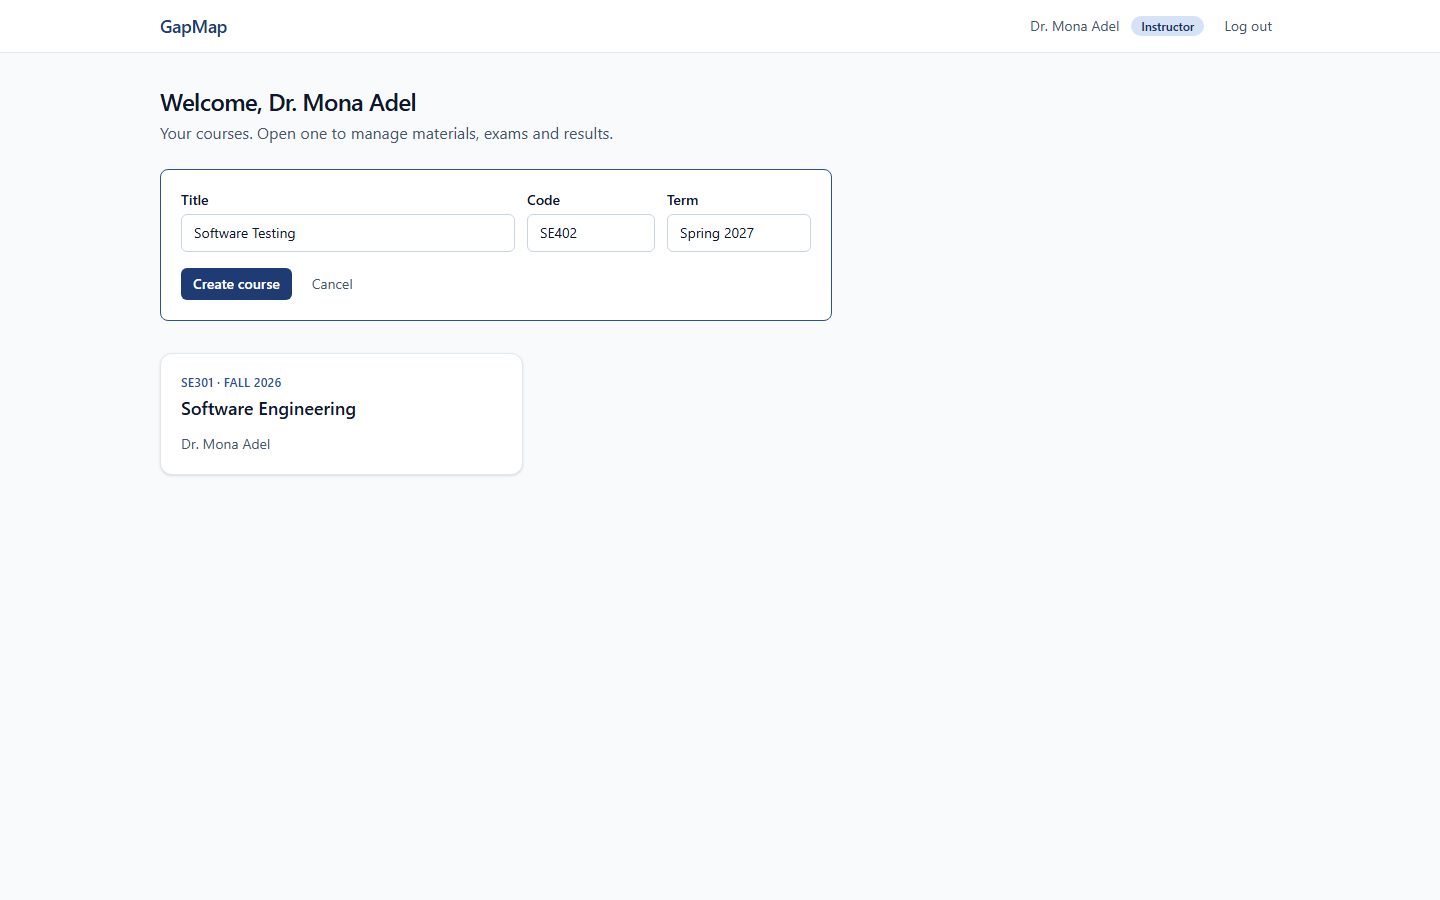 GapMap
Dr. Mona Adel Instructor Log out
Welcome, Dr. Mona Adel
Your courses. Open one to manage materials, exams and results.
Title Code Term
Software Testing SE402 Spring 2027
Create course Cancel
SE301 · FALL 2026
Software Engineering
Dr. Mona Adel